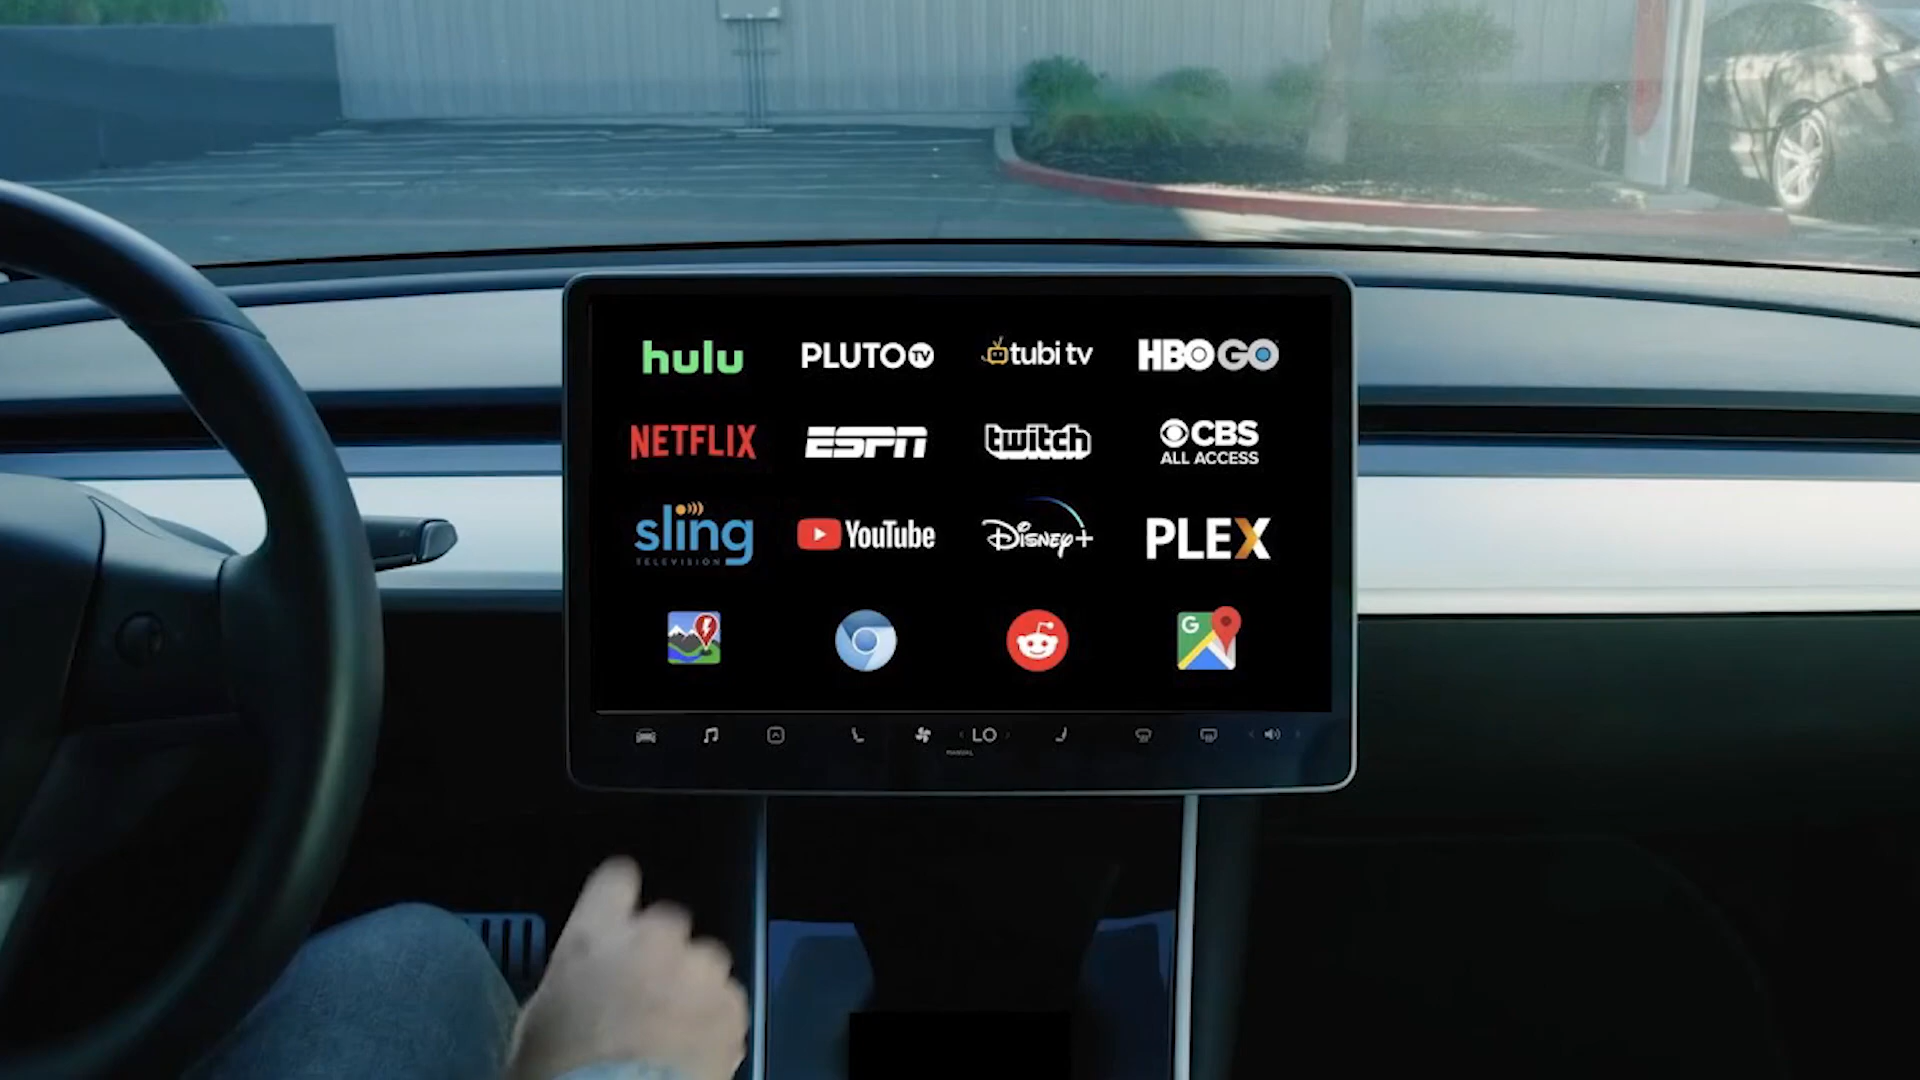 hulu
PLUTO TV
tubi tv
HBO GO
NETFLIX
ESPN
twitch
CBS
ALL ACCESS
sling
TELEVISION
YouTube
Disney+
PLEX
G
LO
MANUAL